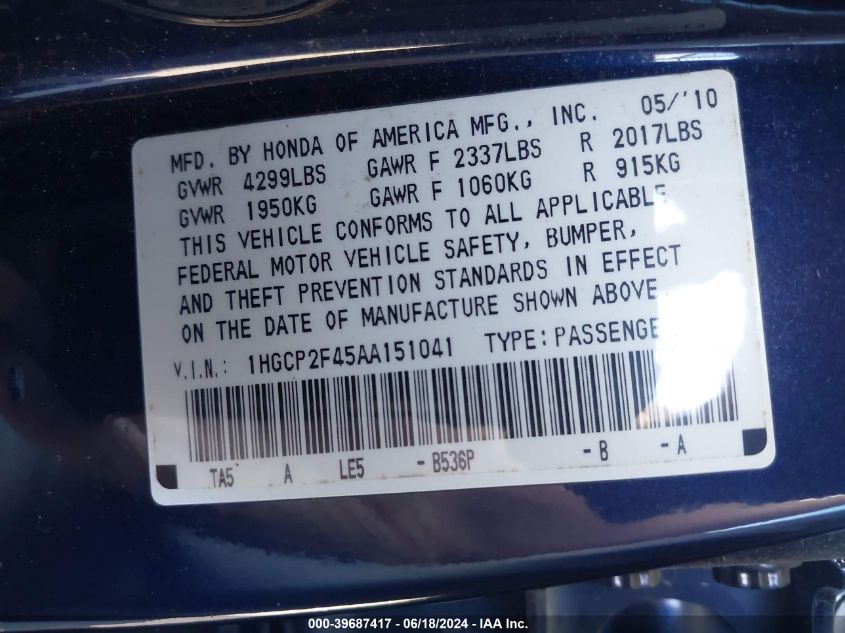 MFD. BY HONDA OF AMERICA MFG., INC. 05/'10
GVWR 4299LBS GAWR F 2337LBS R 2017LBS
GVWR 1950KG GAWR F 1060KG R 915KG
THIS VEHICLE CONFORMS TO ALL APPLICABLE
FEDERAL MOTOR VEHICLE SAFETY, BUMPER,
AND THEFT PREVENTION STANDARDS IN EFFECT
ON THE DATE OF MANUFACTURE SHOWN ABOVE.
V.I.N.: 1HGCP2F45AA151041 TYPE:PASSENGE
TA5 A LE5 -B536P -B -A
000-39687417 - 06/18/2024 - IAA Inc.